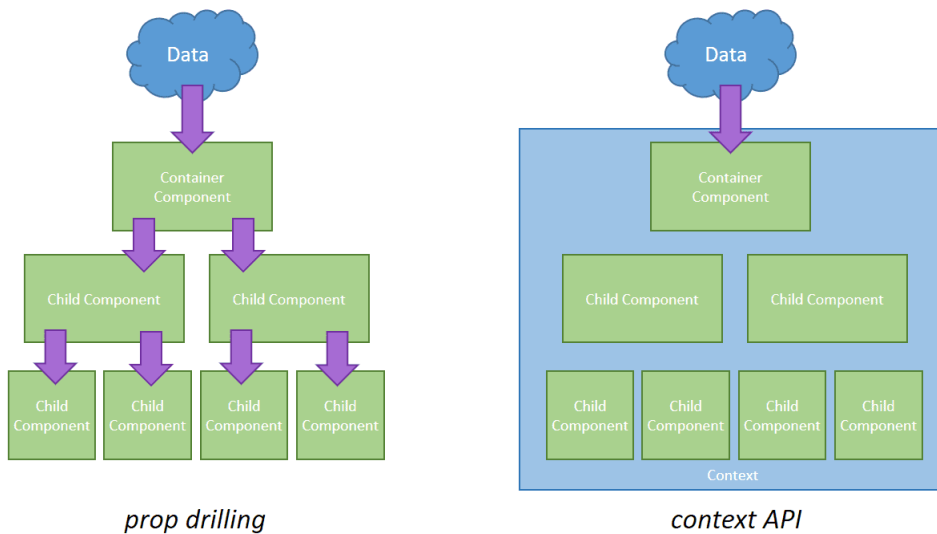 Data
Container
Component
Child Component
Child Component
Child
Component
Child
Component
Child
Component
Child
Component
prop drilling
Data
Container
Component
Child Component
Child Component
Child
Component
Child
Component
Child
Component
Child
Component
Context
context API